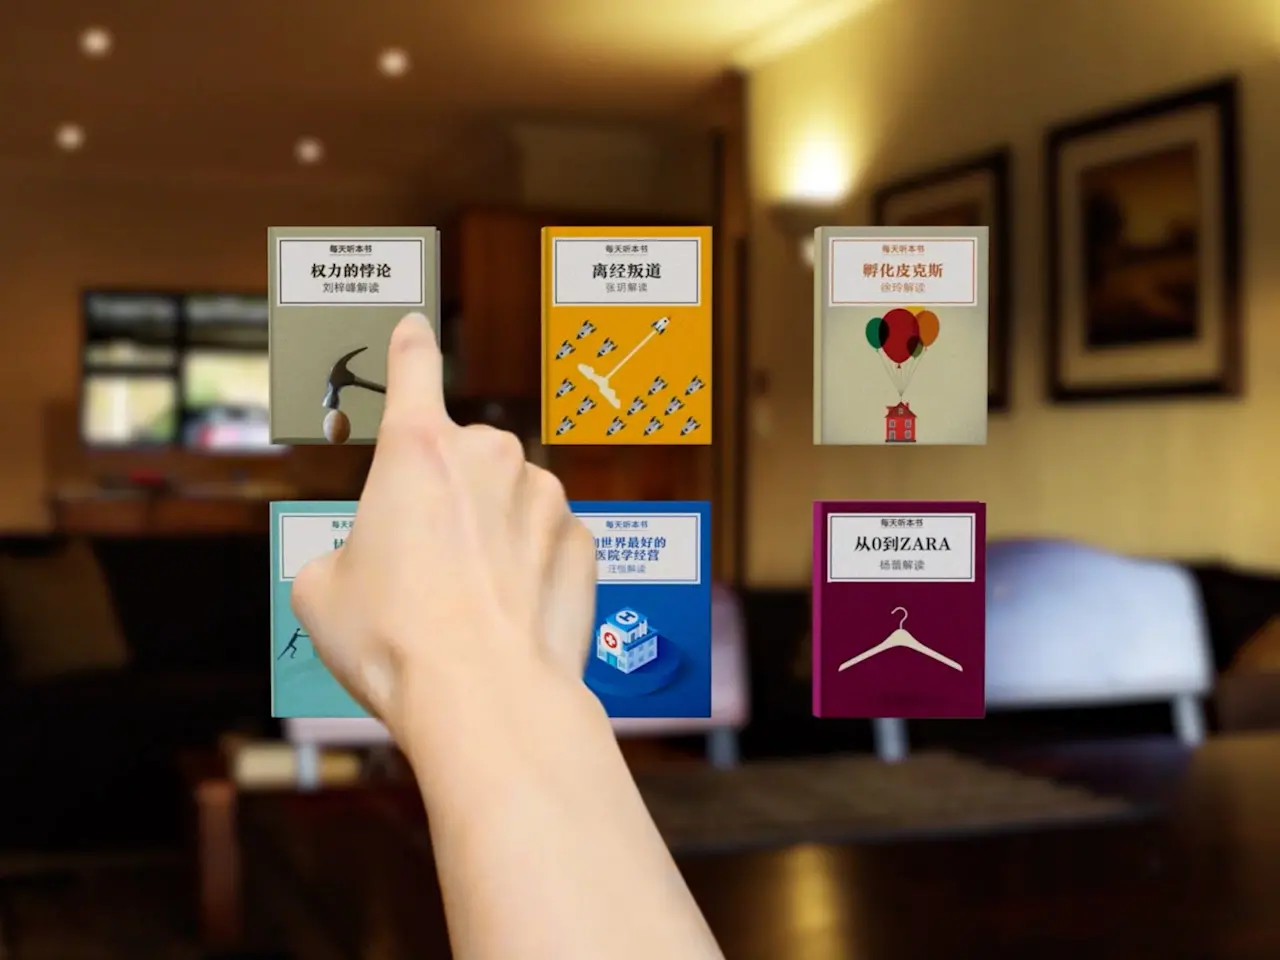 每天听本书
权力的悖论
刘梓峰解读
每天听本书
离经叛道
张玥解读
每天听本书
孵化皮克斯
徐玲解读
每天听
每天听本书
世界最好的
医院学经营
汪恒解读
每天听本书
从0到ZARA
杨蕾解读
H